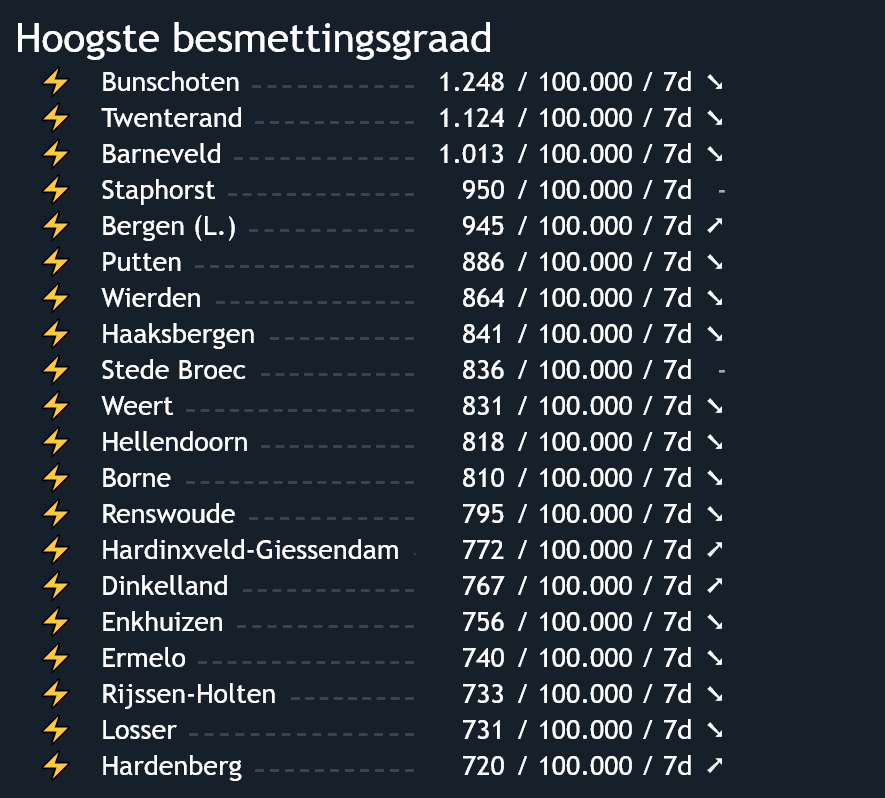 Hoogste besmettingsgraad
⚡ Bunschoten 1.248 / 100.000 / 7d ➘
⚡ Twenterand 1.124 / 100.000 / 7d ➘
⚡ Barneveld 1.013 / 100.000 / 7d ➘
⚡ Staphorst 950 / 100.000 / 7d -
⚡ Bergen (L.) 945 / 100.000 / 7d ➚
⚡ Putten 886 / 100.000 / 7d ➘
⚡ Wierden 864 / 100.000 / 7d ➘
⚡ Haaksbergen 841 / 100.000 / 7d ➘
⚡ Stede Broec 836 / 100.000 / 7d -
⚡ Weert 831 / 100.000 / 7d ➘
⚡ Hellendoorn 818 / 100.000 / 7d ➘
⚡ Borne 810 / 100.000 / 7d ➘
⚡ Renswoude 795 / 100.000 / 7d ➘
⚡ Hardinxveld-Giessendam 772 / 100.000 / 7d ➚
⚡ Dinkelland 767 / 100.000 / 7d ➚
⚡ Enkhuizen 756 / 100.000 / 7d ➘
⚡ Ermelo 740 / 100.000 / 7d ➘
⚡ Rijssen-Holten 733 / 100.000 / 7d ➘
⚡ Losser 731 / 100.000 / 7d ➘
⚡ Hardenberg 720 / 100.000 / 7d ➚